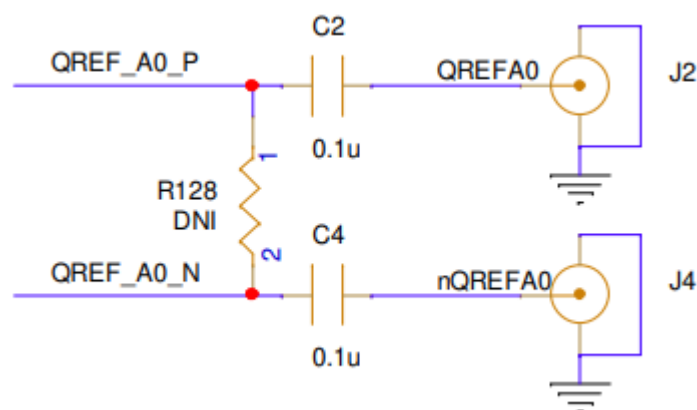 C2
QREF_A0_P
QREFA0
J2
0.1u
1
R128
DNI
2
C4
QREF_A0_N
nQREFA0
J4
0.1u